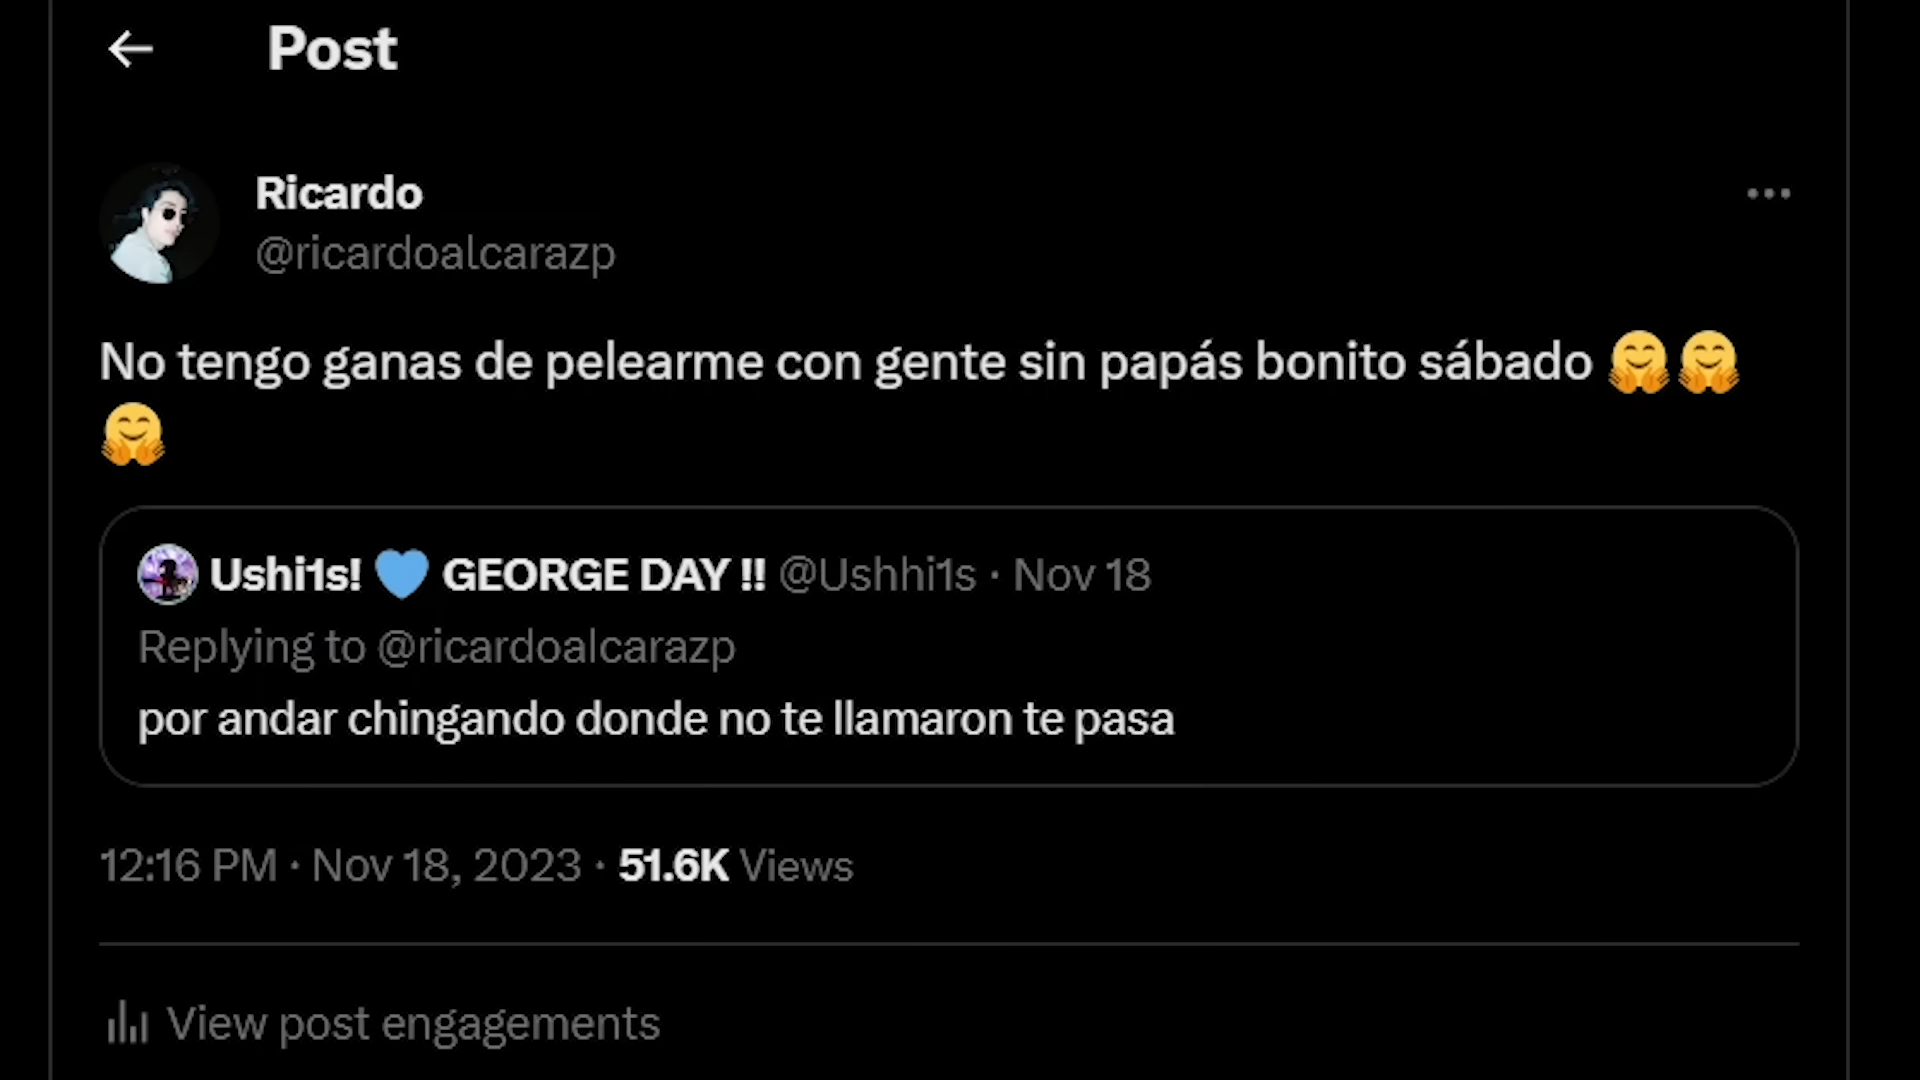 Post
Ricardo
@ricardoalcarazp
No tengo ganas de pelearme con gente sin papás bonito sábado 🤗🤗
🤗
Ushi1s! 💙 GEORGE DAY !! @Ushhi1s · Nov 18
Replying to @ricardoalcarazp
por andar chingando donde no te llamaron te pasa
12:16 PM · Nov 18, 2023 · 51.6K Views
View post engagements